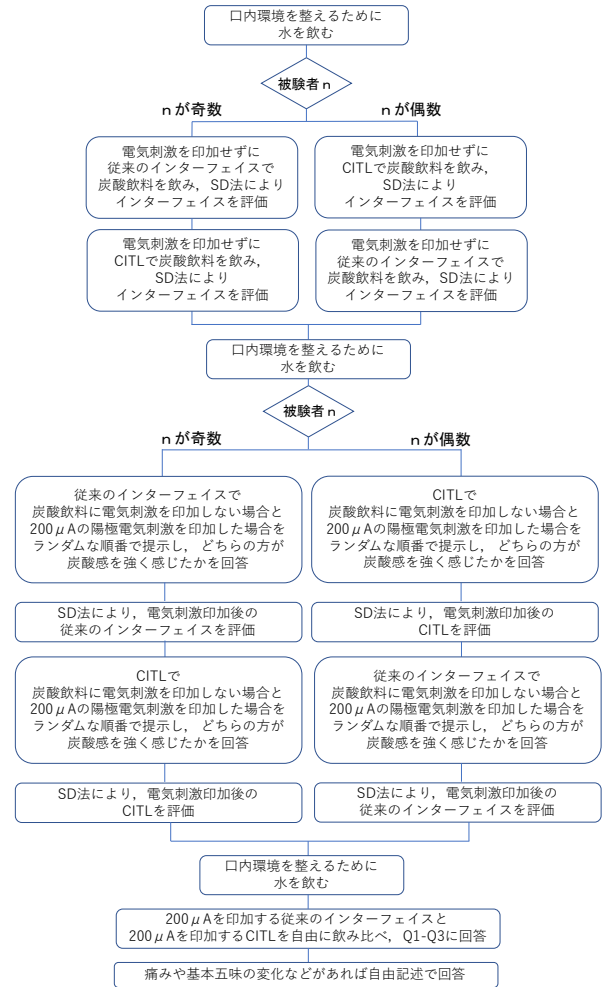 口内環境を整えるために
水を飲む
被験者 n
n が奇数
n が偶数
電気刺激を印加せずに
従来のインターフェイスで
炭酸飲料を飲み，SD法により
インターフェイスを評価
電気刺激を印加せずに
CITLで炭酸飲料を飲み，
SD法により
インターフェイスを評価
電気刺激を印加せずに
CITLで炭酸飲料を飲み，
SD法により
インターフェイスを評価
電気刺激を印加せずに
従来のインターフェイスで
炭酸飲料を飲み，SD法により
インターフェイスを評価
口内環境を整えるために
水を飲む
被験者 n
n が奇数
n が偶数
従来のインターフェイスで
炭酸飲料に電気刺激を印加しない場合と
200μAの陽極電気刺激を印加した場合を
ランダムな順番で提示し， どちらの方が
炭酸感を強く感じたかを回答
CITLで
炭酸飲料に電気刺激を印加しない場合と
200μAの陽極電気刺激を印加した場合を
ランダムな順番で提示し， どちらの方が
炭酸感を強く感じたかを回答
SD法により，電気刺激印加後の
従来のインターフェイスを評価
SD法により，電気刺激印加後の
CITLを評価
CITLで
炭酸飲料に電気刺激を印加しない場合と
200μAの陽極電気刺激を印加した場合を
ランダムな順番で提示し， どちらの方が
炭酸感を強く感じたかを回答
従来のインターフェイスで
炭酸飲料に電気刺激を印加しない場合と
200μAの陽極電気刺激を印加した場合を
ランダムな順番で提示し， どちらの方が
炭酸感を強く感じたかを回答
SD法により，電気刺激印加後の
CITLを評価
SD法により，電気刺激印加後の
従来のインターフェイスを評価
口内環境を整えるために
水を飲む
200μAを印加する従来のインターフェイスと
200μAを印加するCITLを自由に飲み比べ，Q1-Q3に回答
痛みや基本五味の変化などがあれば自由記述で回答